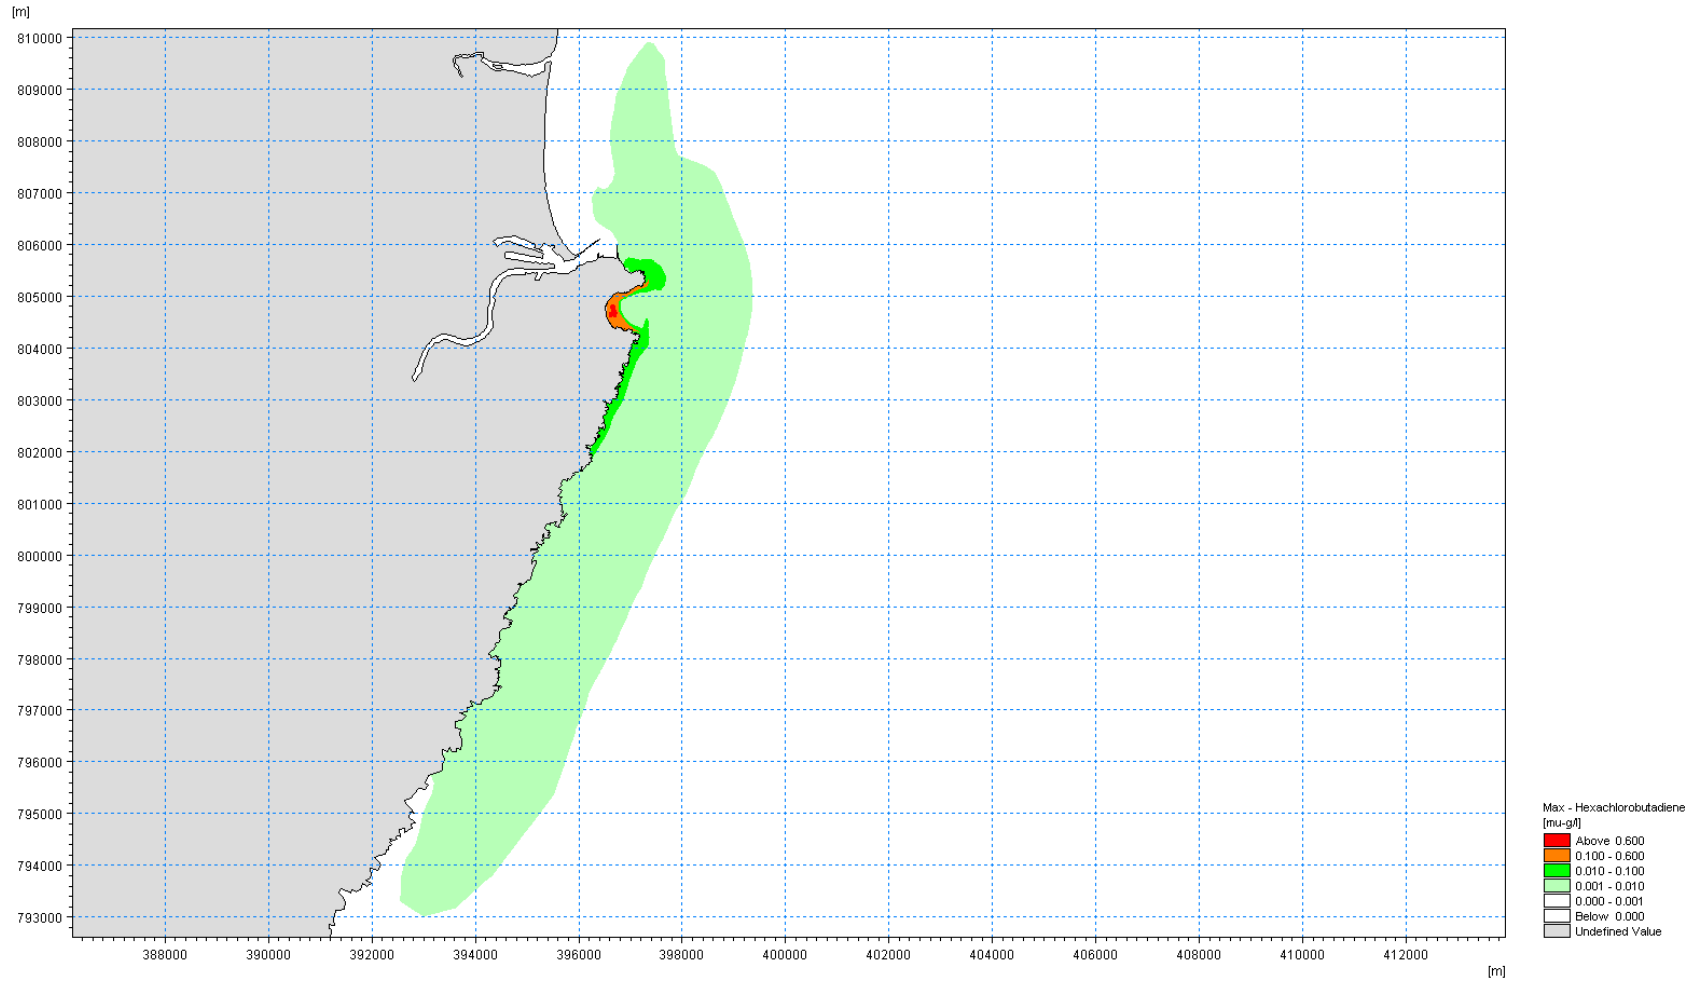 [m]
810000
809000
808000
807000
806000
805000
804000
803000
802000
801000
800000
799000
798000
797000
796000
795000
794000
793000
388000 390000 392000 394000 396000 398000 400000 402000 404000 406000 408000 410000 412000
[m]
Max - Hexachlorobutadiene
[mu-g/l]
Above 0.600
0.100 - 0.600
0.010 - 0.100
0.001 - 0.010
0.000 - 0.001
Below 0.000
Undefined Value